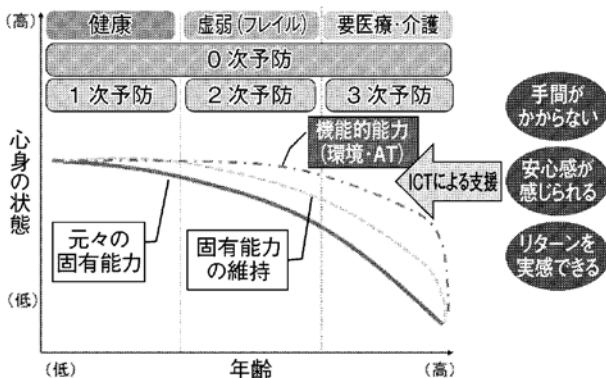 (高)
健康
虚弱(フレイル)
要医療・介護
0次予防
1次予防
2次予防
3次予防
機能的能力
(環境・AT)
ICTによる支援
手間が
かからない
安心感が
感じられる
リターンを
実感できる
心身の状態
元々の
固有能力
固有能力
の維持
(低)
(低)
年齢
(高)